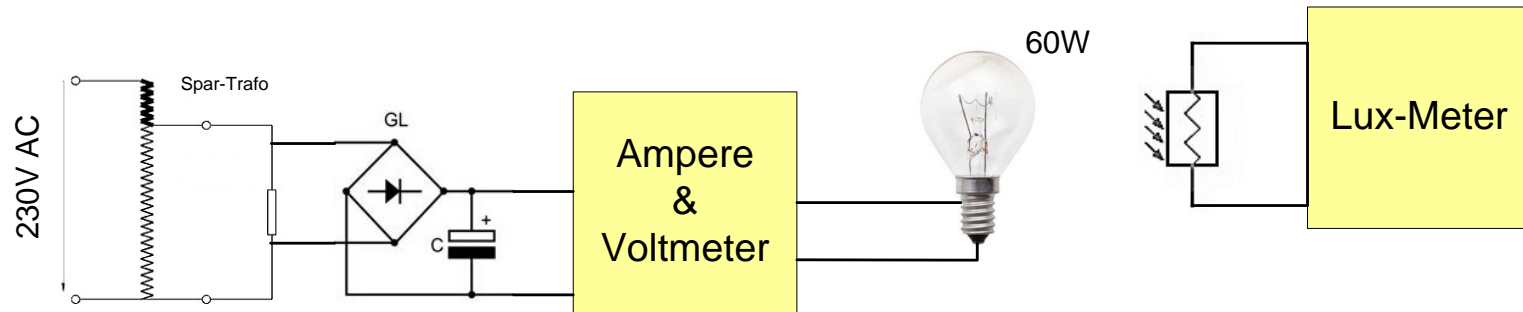 230V AC
Spar-Trafo
GL
+
C
Ampere
&
Voltmeter
60W
Lux-Meter